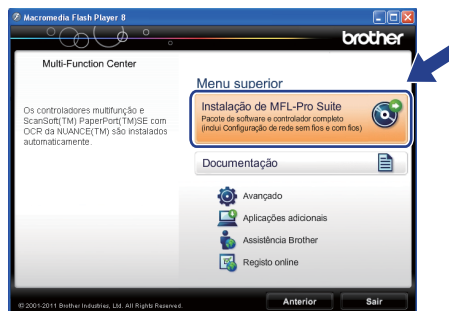 Macromedia Flash Player 8
brother
Multi-Function Center
Os controladores multifunção e
ScanSoft(TM) PaperPort(TM)SE com
OCR da NUANCE(TM) são instalados
automaticamente.
Menu superior
Instalação de MFL-Pro Suite
Pacote de software e controlador completo
(inclui Configuração de rede sem fios e com fios)
Documentação
Avançado
Aplicações adicionais
Assistência Brother
Registo online
© 2001-2011 Brother Industries, Ltd. All Rights Reserved.
Anterior
Sair